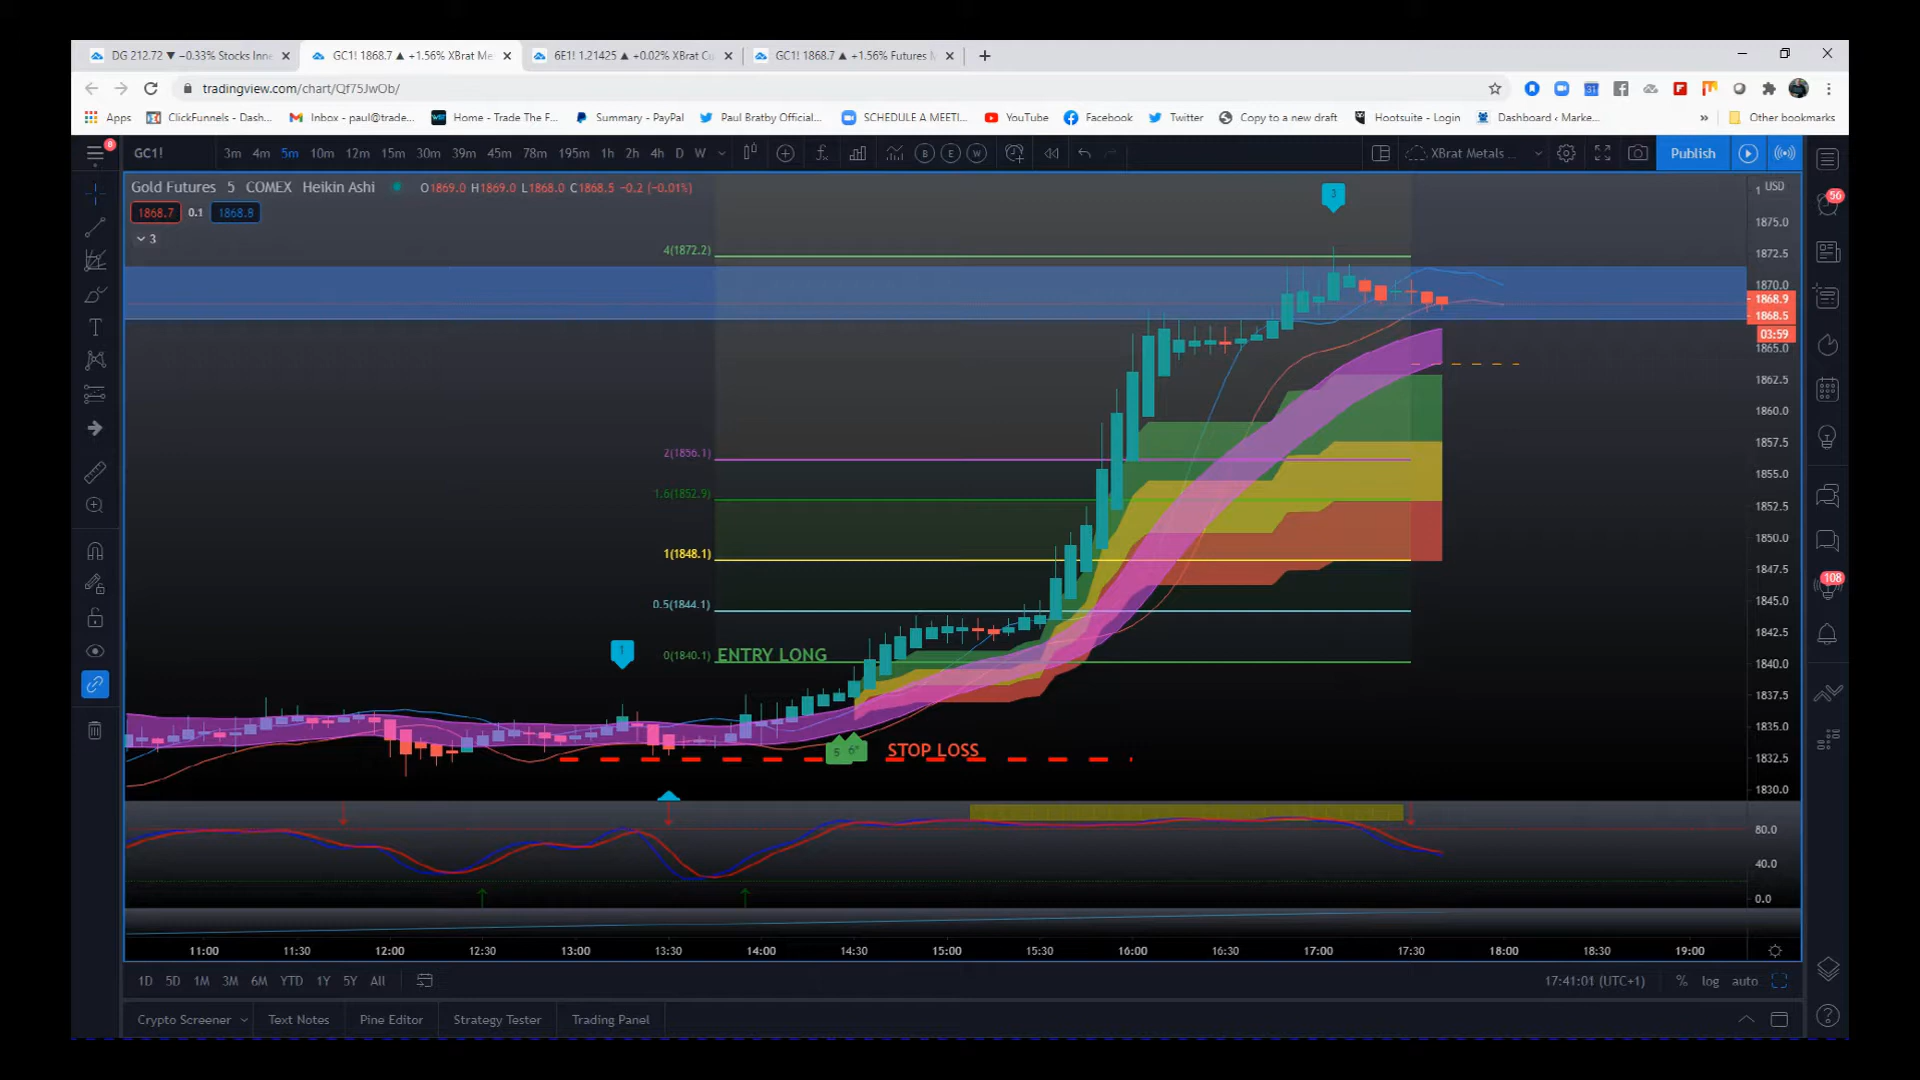 DG 212.72 ▼ −0.33% Stocks Inne
GC1! 1868.7 ▲ +1.56% XBrat Me
6E1! 1.21425 ▲ +0.02% XBrat Cu
GC1! 1868.7 ▲ +1.56% Futures
tradingview.com/chart/Qf75JwOb/
Apps
ClickFunnels - Dash...
Inbox - paul@trade...
Home - Trade The F...
Summary - PayPal
Paul Bratby Official...
SCHEDULE A MEETI...
YouTube
Facebook
Twitter
Copy to a new draft
Hootsuite - Login
Dashboard ‹ Marke...
»
Other bookmarks
8
GC1!
3m 4m 5m 10m 12m 15m 30m 39m 45m 78m 195m 1h 2h 4h D W
B E W
XBrat Metals
Publish
Gold Futures 5 COMEX Heikin Ashi
O1869.0 H1869.0 L1868.0 C1868.5 −0.2 (−0.01%)
1868.7 0.1 1868.8
3
USD
1875.0
1872.5
1870.0
1868.9
1868.5
03:59
1865.0
1862.5
1860.0
1857.5
1855.0
1852.5
1850.0
1847.5
1845.0
1842.5
1840.0
1837.5
1835.0
1832.5
1830.0
80.0
40.0
0.0
3
4(1872.2)
2(1856.1)
1.6(1852.9)
1(1848.1)
0.5(1844.1)
0(1840.1)
ENTRY LONG
1
5 6*
STOP LOSS
56
108
11:00 11:30 12:00 12:30 13:00 13:30 14:00 14:30 15:00 15:30 16:00 16:30 17:00 17:30 18:00 18:30 19:00
1D 5D 1M 3M 6M YTD 1Y 5Y All
17:41:01 (UTC+1)
% log auto
Crypto Screener
Text Notes
Pine Editor
Strategy Tester
Trading Panel